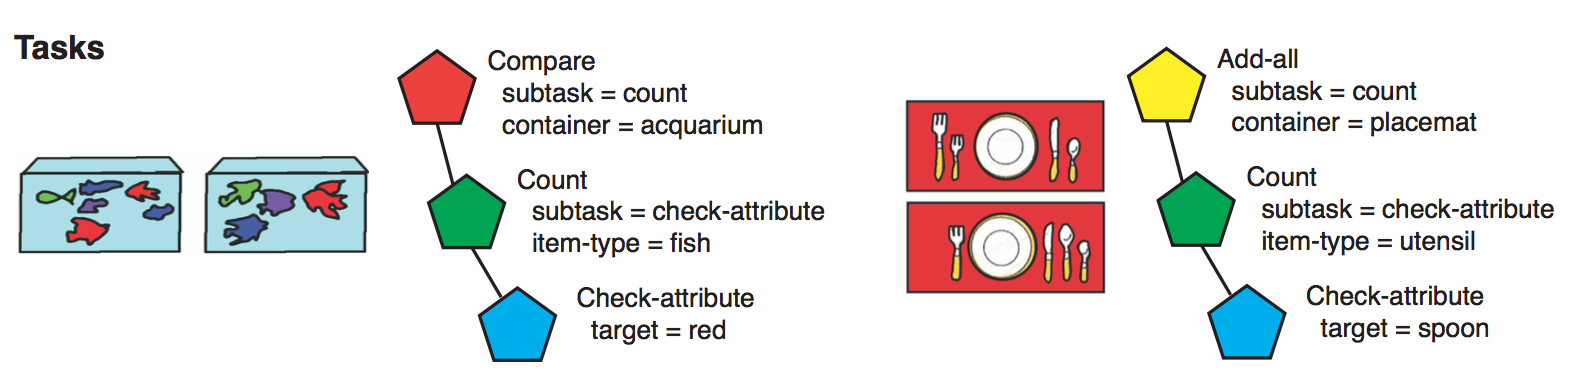 Tasks
Compare
subtask = count
container = acquarium
Count
subtask = check-attribute
item-type = fish
Check-attribute
target = red
Add-all
subtask = count
container = placemat
Count
subtask = check-attribute
item-type = utensil
Check-attribute
target = spoon